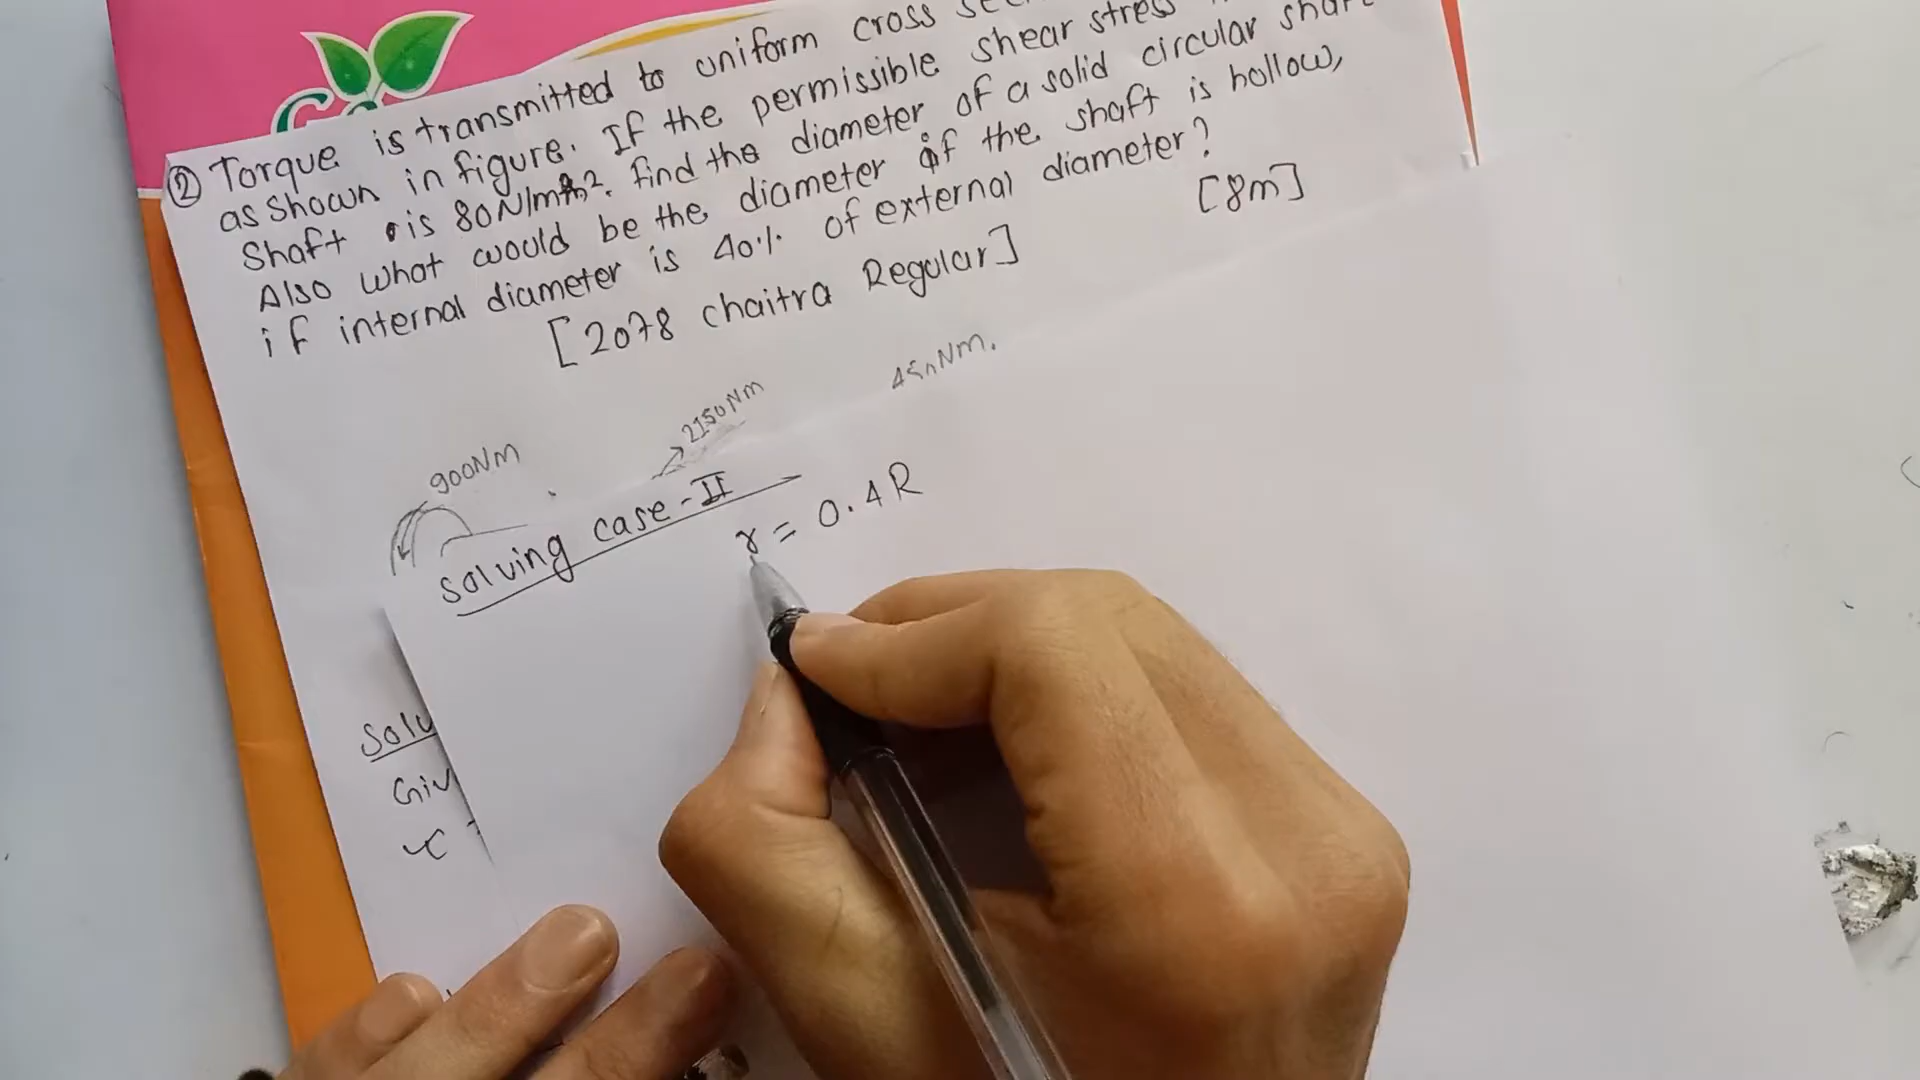 ② Torque is transmitted to uniform cross
as shown in figure. If the permissible shear stress
shaft is 80N/mm². find the diameter of a solid circular shaft
Also what would be the diameter if the shaft is hollow,
if internal diameter is 40% of external diameter?
[8m]
[2078 chaitra Regular]
450Nm.
2150Nm
900Nm
solving case-II
r = 0.4R
Solu
Giv